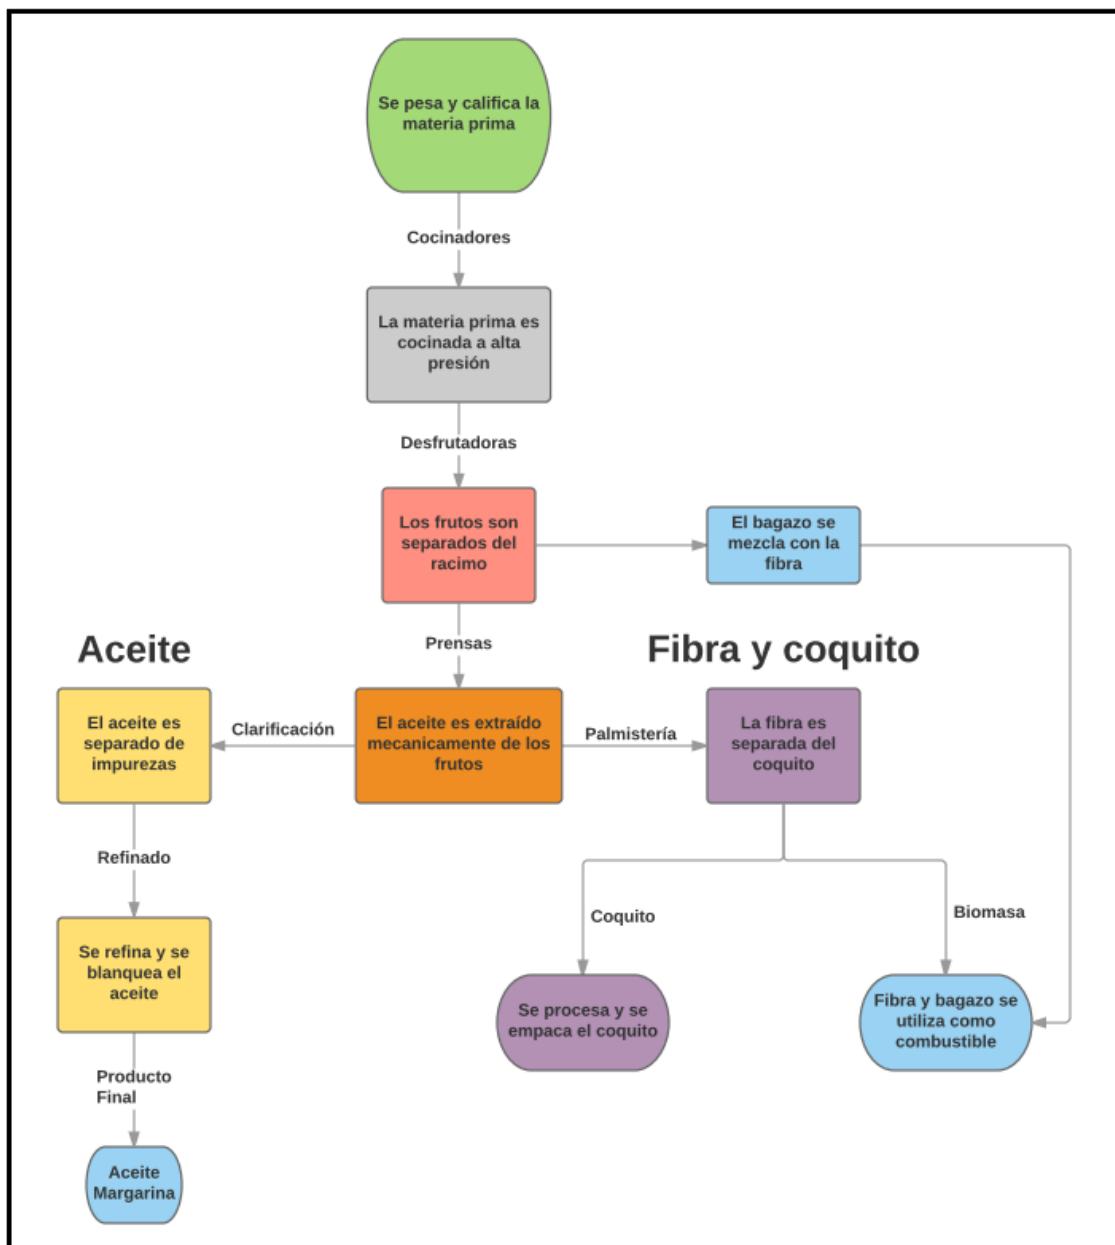 Se pesa y califica la
materia prima
Cocinadores
La materia prima es
cocinada a alta
presión
Desfrutadoras
Los frutos son
separados del
racimo
El bagazo se
mezcla con la
fibra
Prensas
Aceite
Fibra y coquito
El aceite es
separado de
impurezas
Clarificación
El aceite es extraído
mecanicamente de los
frutos
Palmistería
La fibra es
separada del
coquito
Refinado
Coquito
Biomasa
Se refina y se
blanquea el
aceite
Se procesa y se
empaca el coquito
Fibra y bagazo se
utiliza como
combustible
Producto
Final
Aceite
Margarina